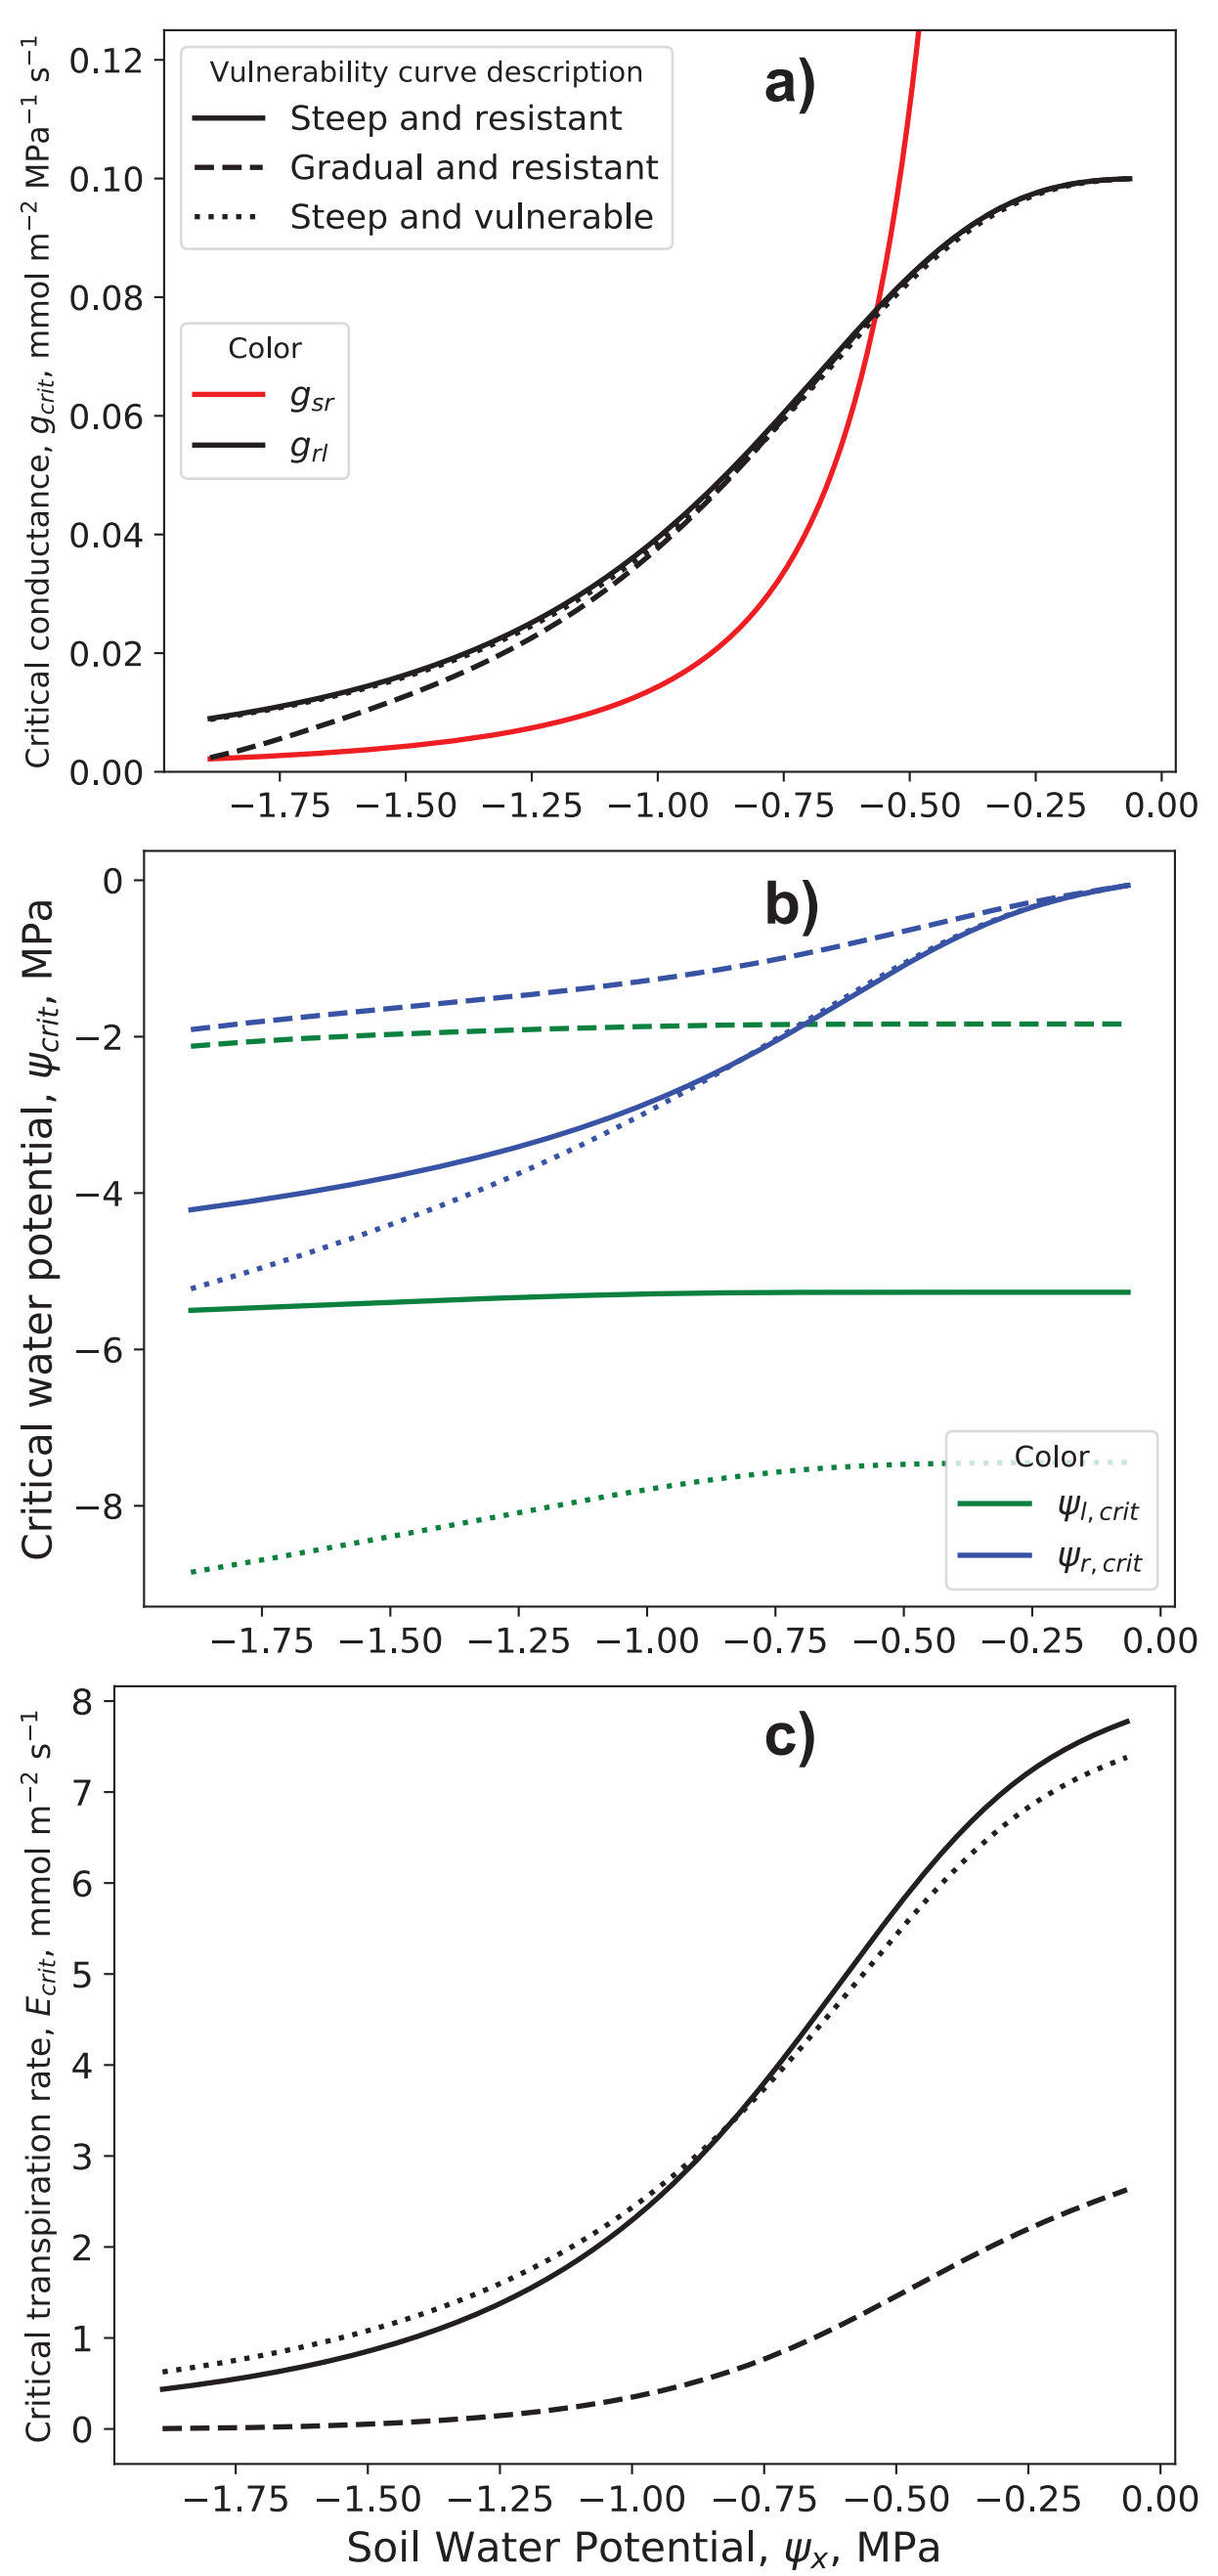 a)
Vulnerability curve description
Steep and resistant
Gradual and resistant
Steep and vulnerable
Color
g_sr
g_rl
Critical conductance, g_crit, mmol m⁻² MPa⁻¹ s⁻¹
0.12
0.10
0.08
0.06
0.04
0.02
0.00
−1.75 −1.50 −1.25 −1.00 −0.75 −0.50 −0.25 0.00
b)
Critical water potential, ψ_crit, MPa
0
−2
−4
−6
−8
Color
ψ_l,crit
ψ_r,crit
−1.75 −1.50 −1.25 −1.00 −0.75 −0.50 −0.25 0.00
c)
Critical transpiration rate, E_crit, mmol m⁻² s⁻¹
8
7
6
5
4
3
2
1
0
−1.75 −1.50 −1.25 −1.00 −0.75 −0.50 −0.25 0.00
Soil Water Potential, ψ_x, MPa